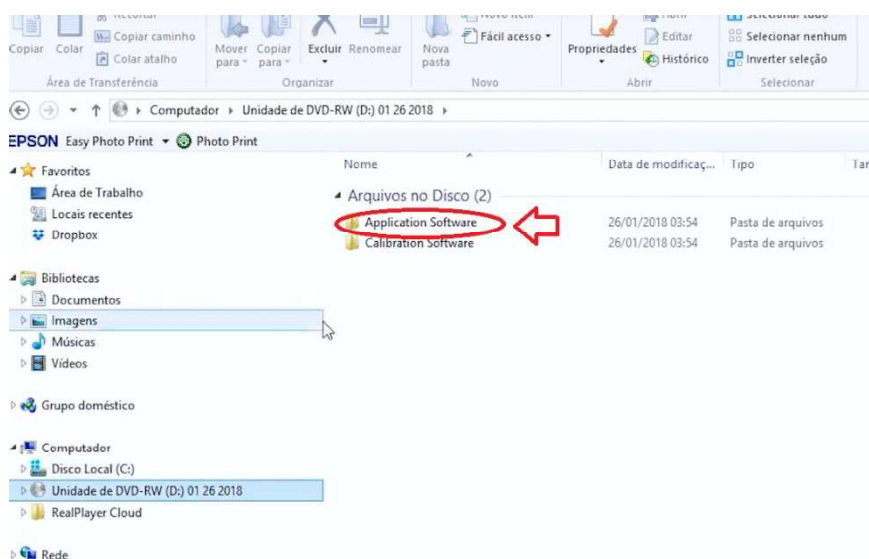 Copiar caminho
Copiar
Colar
Colar atalho
Mover para
Copiar para
Excluir
Renomear
Nova pasta
Fácil acesso
Propriedades
Editar
Histórico
Selecionar nenhum
Inverter seleção
Área de Transferência
Organizar
Novo
Abrir
Selecionar
Computador
Unidade de DVD-RW (D:) 01 26 2018
EPSON Easy Photo Print Photo Print
Nome
Data de modificaç...
Tipo
Favoritos
Área de Trabalho
Locais recentes
Dropbox
Arquivos no Disco (2)
Application Software 26/01/2018 03:54 Pasta de arquivos
Calibration Software 26/01/2018 03:54 Pasta de arquivos
Bibliotecas
Documentos
Imagens
Músicas
Vídeos
Grupo doméstico
Computador
Disco Local (C:)
Unidade de DVD-RW (D:) 01 26 2018
RealPlayer Cloud
Rede